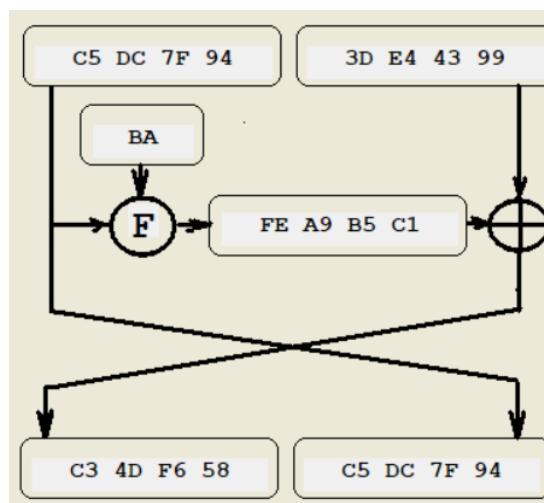 C5 DC 7F 94
3D E4 43 99
BA
F
FE A9 B5 C1
C3 4D F6 58
C5 DC 7F 94